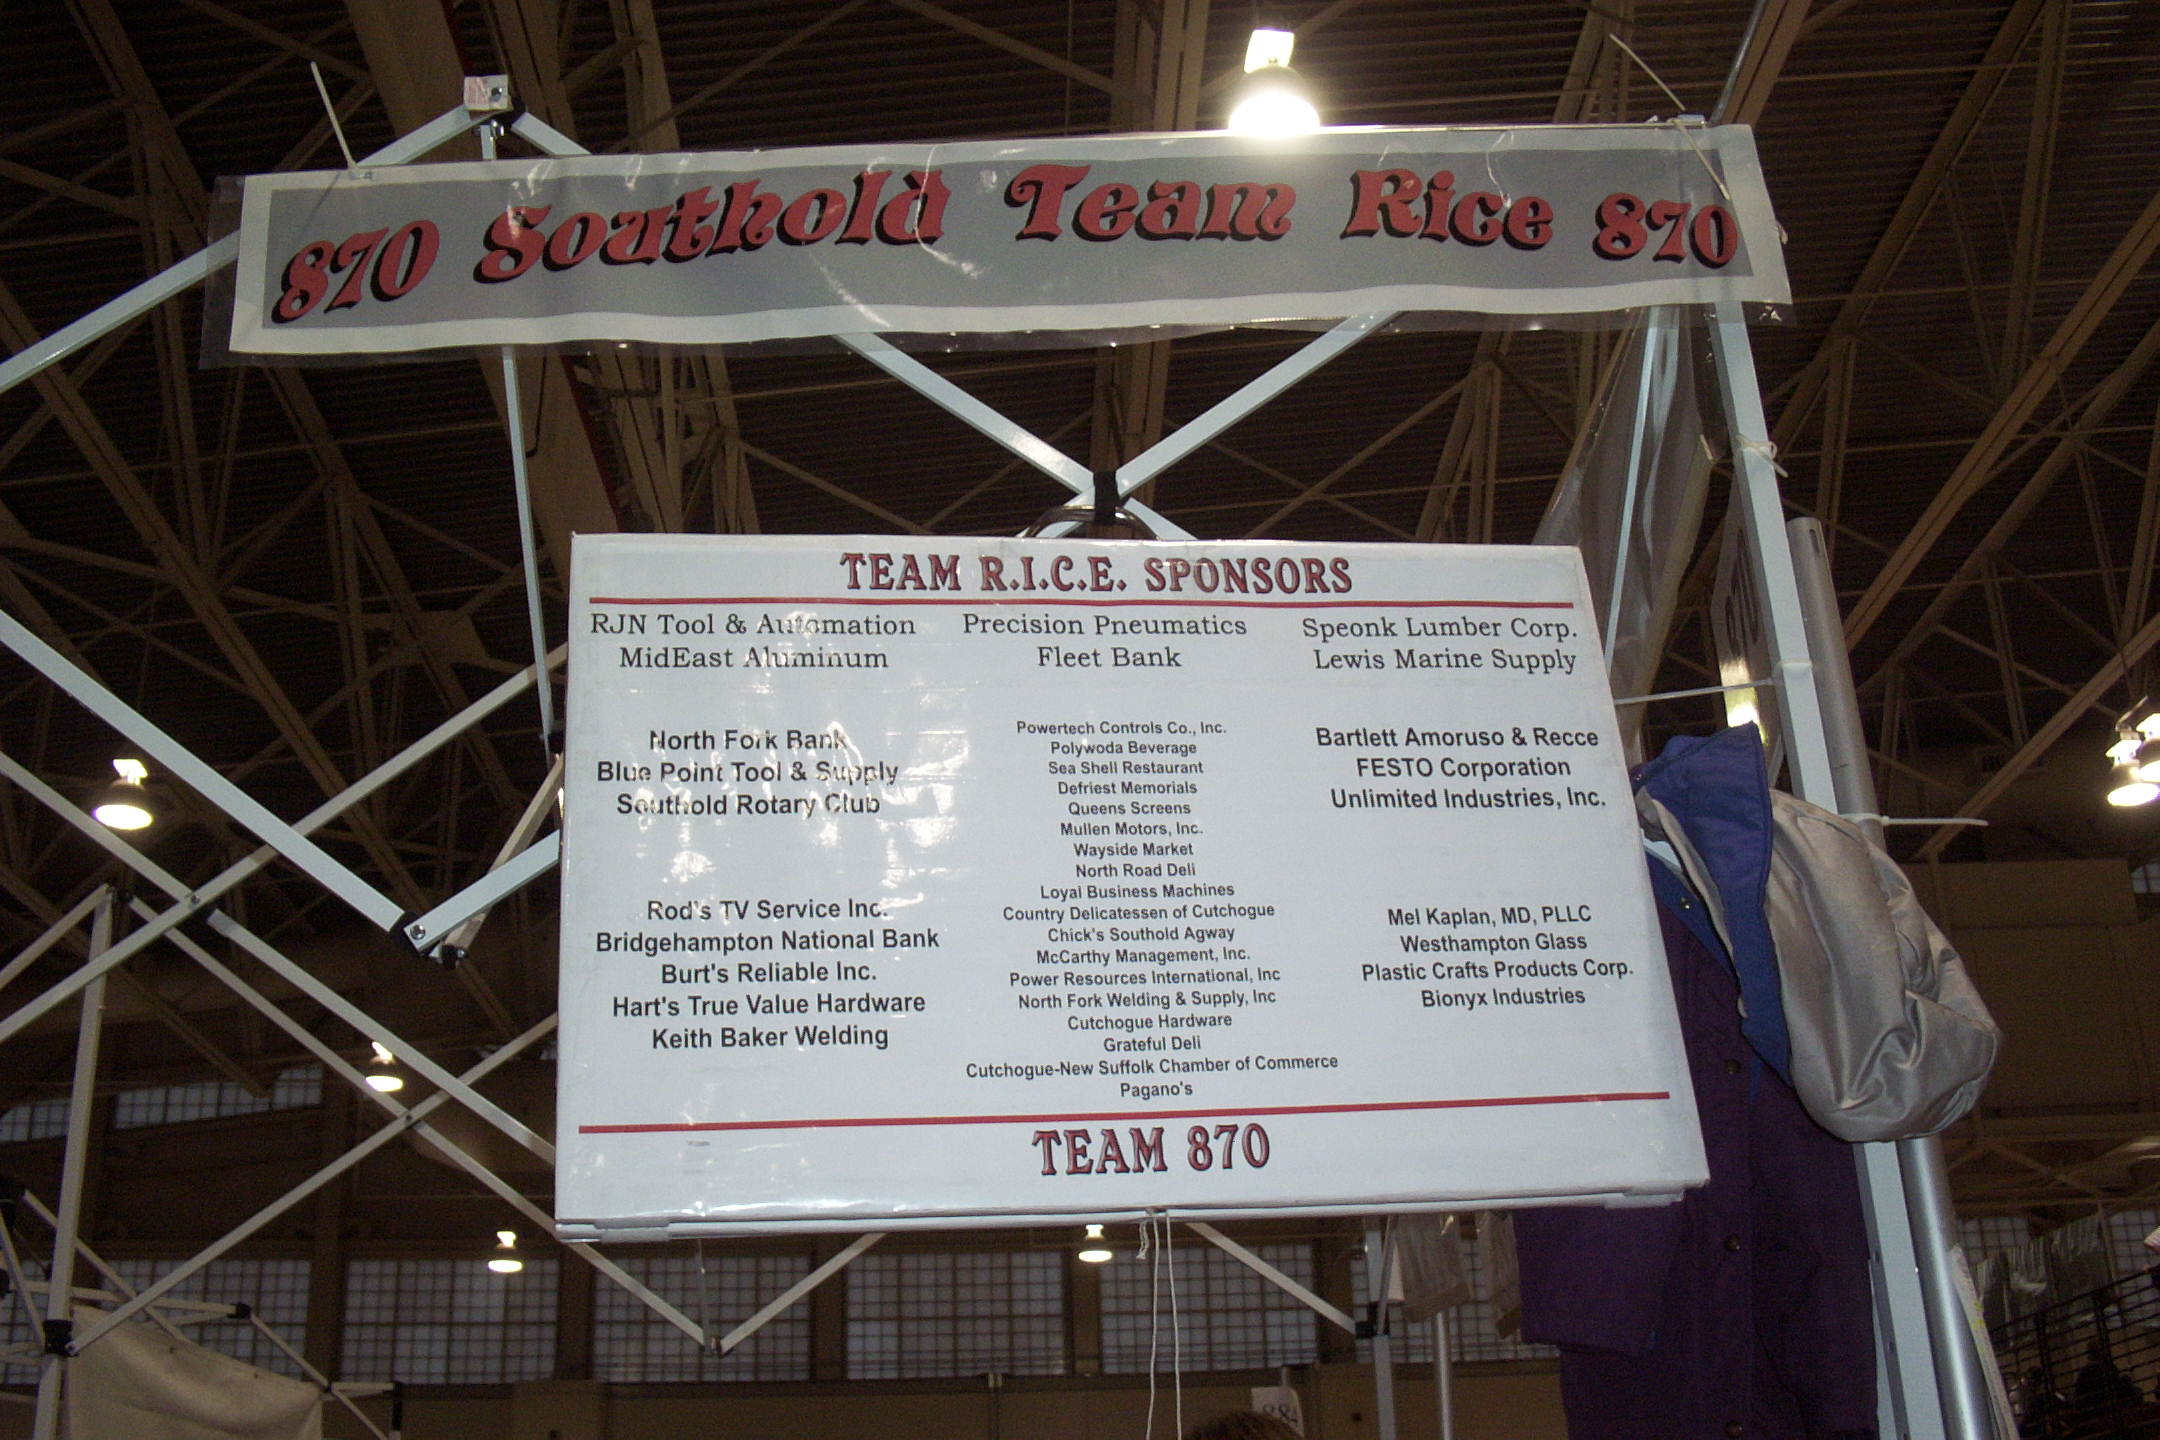 870 Southold Team Rice 870
TEAM R.I.C.E. SPONSORS
RJN Tool & Automation
MidEast Aluminum
Precision Pneumatics
Fleet Bank
Speonk Lumber Corp.
Lewis Marine Supply
North Fork Bank
Blue Point Tool & Supply
Southold Rotary Club
Rod's TV Service Inc.
Bridgehampton National Bank
Burt's Reliable Inc.
Hart's True Value Hardware
Keith Baker Welding
Powertech Controls Co., Inc.
Polywoda Beverage
Sea Shell Restaurant
Defriest Memorials
Queens Screens
Mullen Motors, Inc.
Wayside Market
North Road Deli
Loyal Business Machines
Country Delicatessen of Cutchogue
Chick's Southold Agway
McCarthy Management, Inc.
Power Resources International, Inc
North Fork Welding & Supply, Inc
Cutchogue Hardware
Grateful Deli
Cutchogue-New Suffolk Chamber of Commerce
Pagano's
Bartlett Amoruso & Recce
FESTO Corporation
Unlimited Industries, Inc.
Mel Kaplan, MD, PLLC
Westhampton Glass
Plastic Crafts Products Corp.
Bionyx Industries
TEAM 870